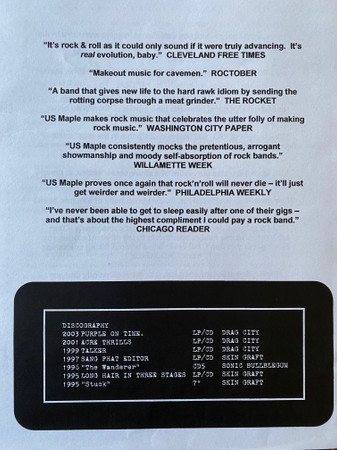 “It’s rock & roll as it could only sound if it were truly advancing.  It’s
real evolution, baby.”  CLEVELAND FREE TIMES
“Makeout music for cavemen.”  ROCTOBER
“A band that gives new life to the hard rawk idiom by sending the
rotting corpse through a meat grinder.”  THE ROCKET
“US Maple makes rock music that celebrates the utter folly of making
rock music.”  WASHINGTON CITY PAPER
“US Maple consistently mocks the pretentious, arrogant
showmanship and moody self-absorption of rock bands.”
WILLAMETTE WEEK
“US Maple proves once again that rock’n’roll will never die – it’ll just
get weirder and weirder.”  PHILADELPHIA WEEKLY
"I’ve never been able to get to sleep easily after one of their gigs –
and that’s about the highest compliment I could pay a rock band."
CHICAGO READER
DISCOGRAPHY
2003 PURPLE ON TIME. LP/CD DRAG CITY
2001 ACRE THRILLS LP/CD DRAG CITY
1999 TALKER LP/CD DRAG CITY
1997 SANG PHAT EDITOR LP/CD SKIN GRAFT
1996 "The Wanderer" CD5 SONIC BULLBLEGUM
1995 LONG HAIR IN THREE STAGES LP/CD SKIN GRAFT
1995 "Stuck" 7" SKIN GRAFT